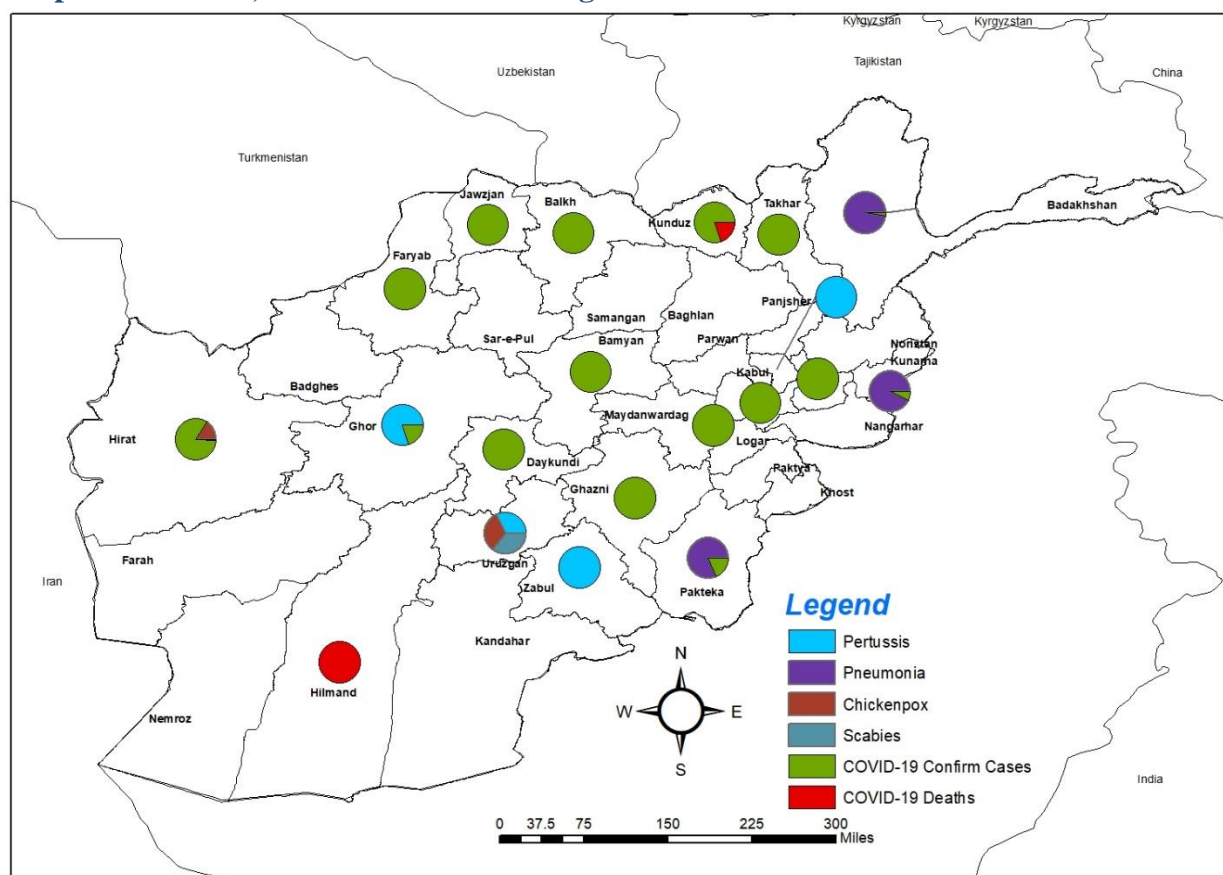 Kyrgyzstan
Kyrgyzstan
Uzbekistan
Tajikistan
China
Turkmenistan
Jawzjan
Balkh
Kunduz
Takhar
Badakhshan
Faryab
Panjsher
Samangan
Baghlan
Sar-e-Pul
Bamyan
Parwan
Kunarha
Badghes
Kabul
Ghor
Maydanwardag
Hirat
Nangarhar
Logar
Daykundi
Paktya
Ghazni
Khost
Farah
Uruzgan
Iran
Zabul
Pakteka
Kandahar
Hilmand
Nemroz
India
Legend
Pertussis
Pneumonia
Chickenpox
Scabies
COVID-19 Confirm Cases
COVID-19 Deaths
N
W
E
S
0 37.5 75 150 225 300
Miles